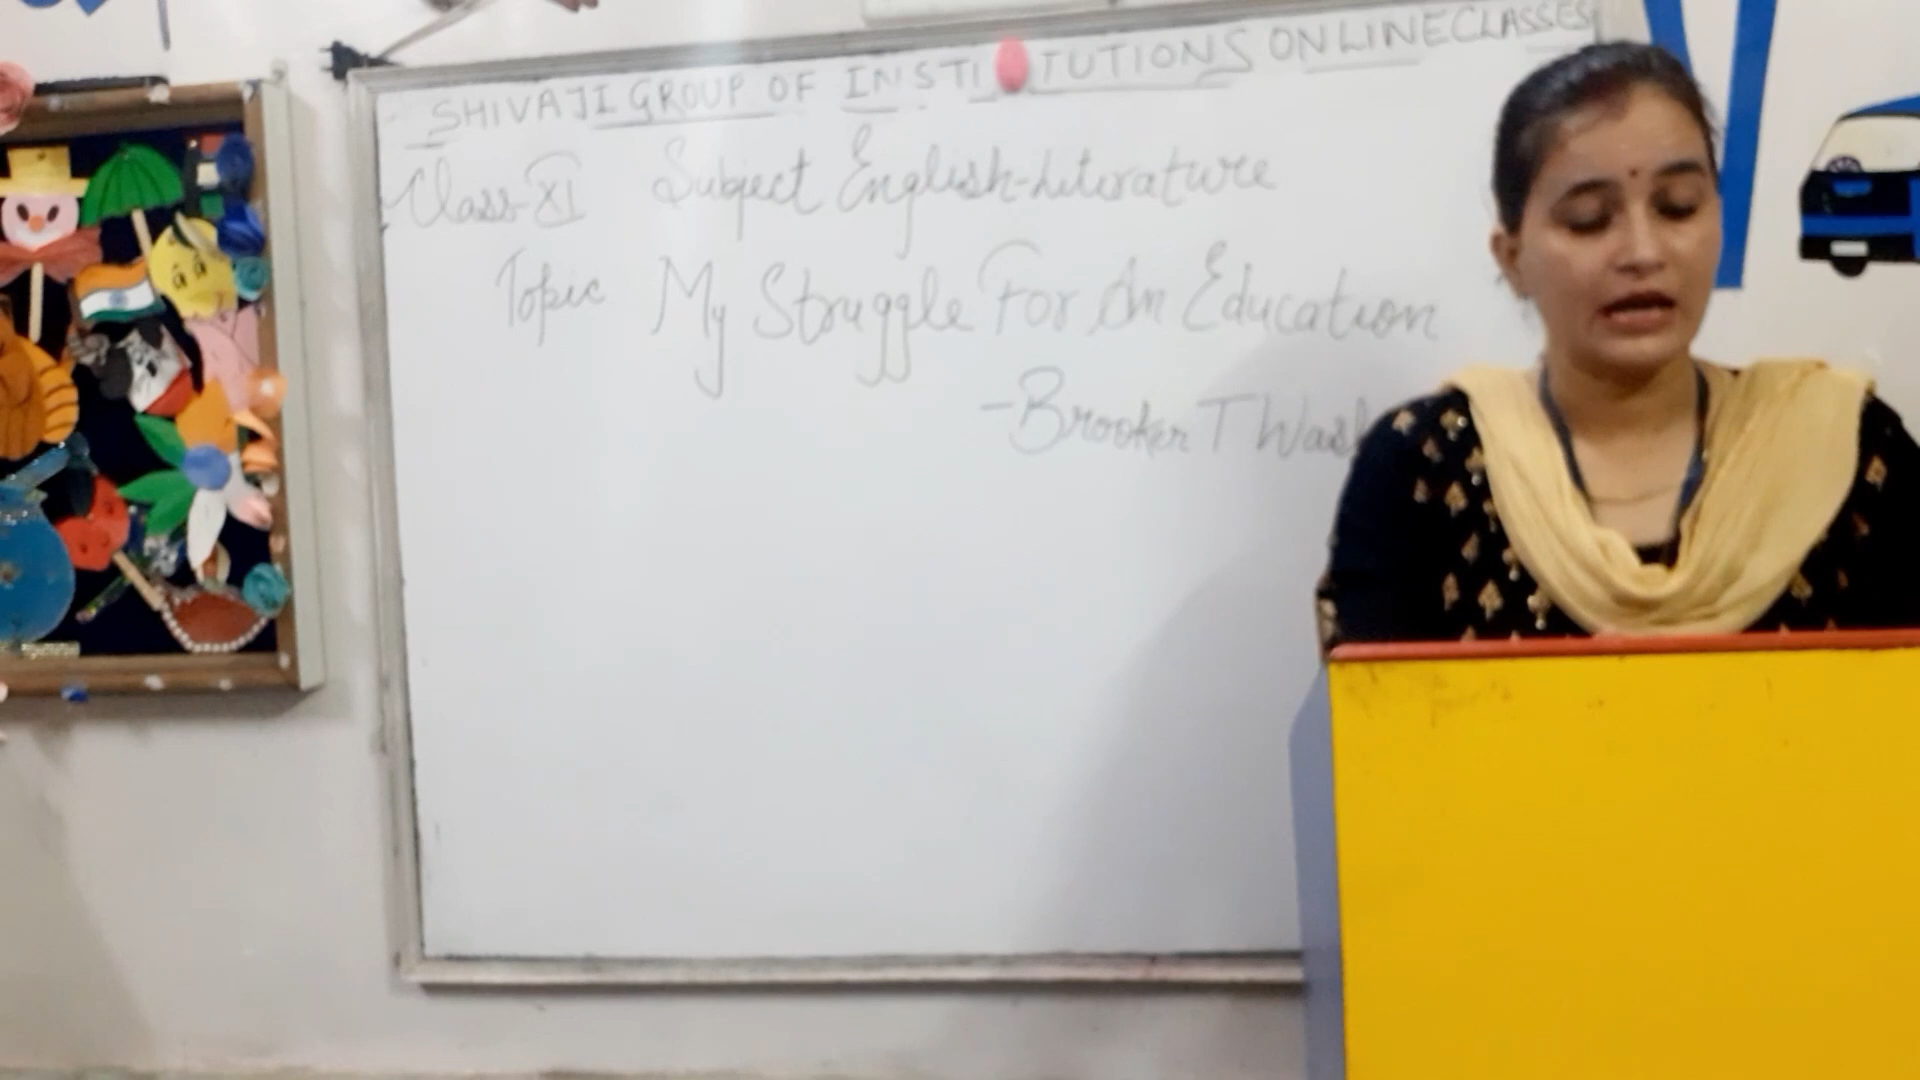 SHIVAJI GROUP OF INSTITUTIONS ONLINE CLASSES
Class-XI Subject English-Literature
Topic My Struggle For An Education
-Brooker T Wash